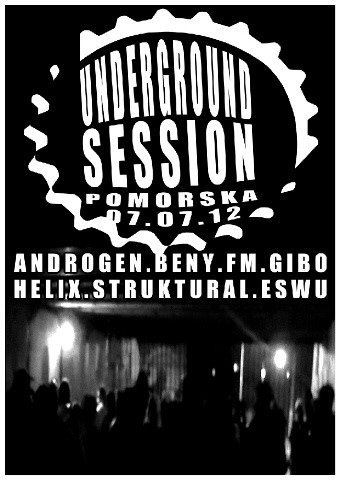 UNDERGROUND
SESSION
POMORSKA
07.07.12
ANDROGEN.BENY.FM.GIBO
HELIX.STRUKTURAL.ESWU